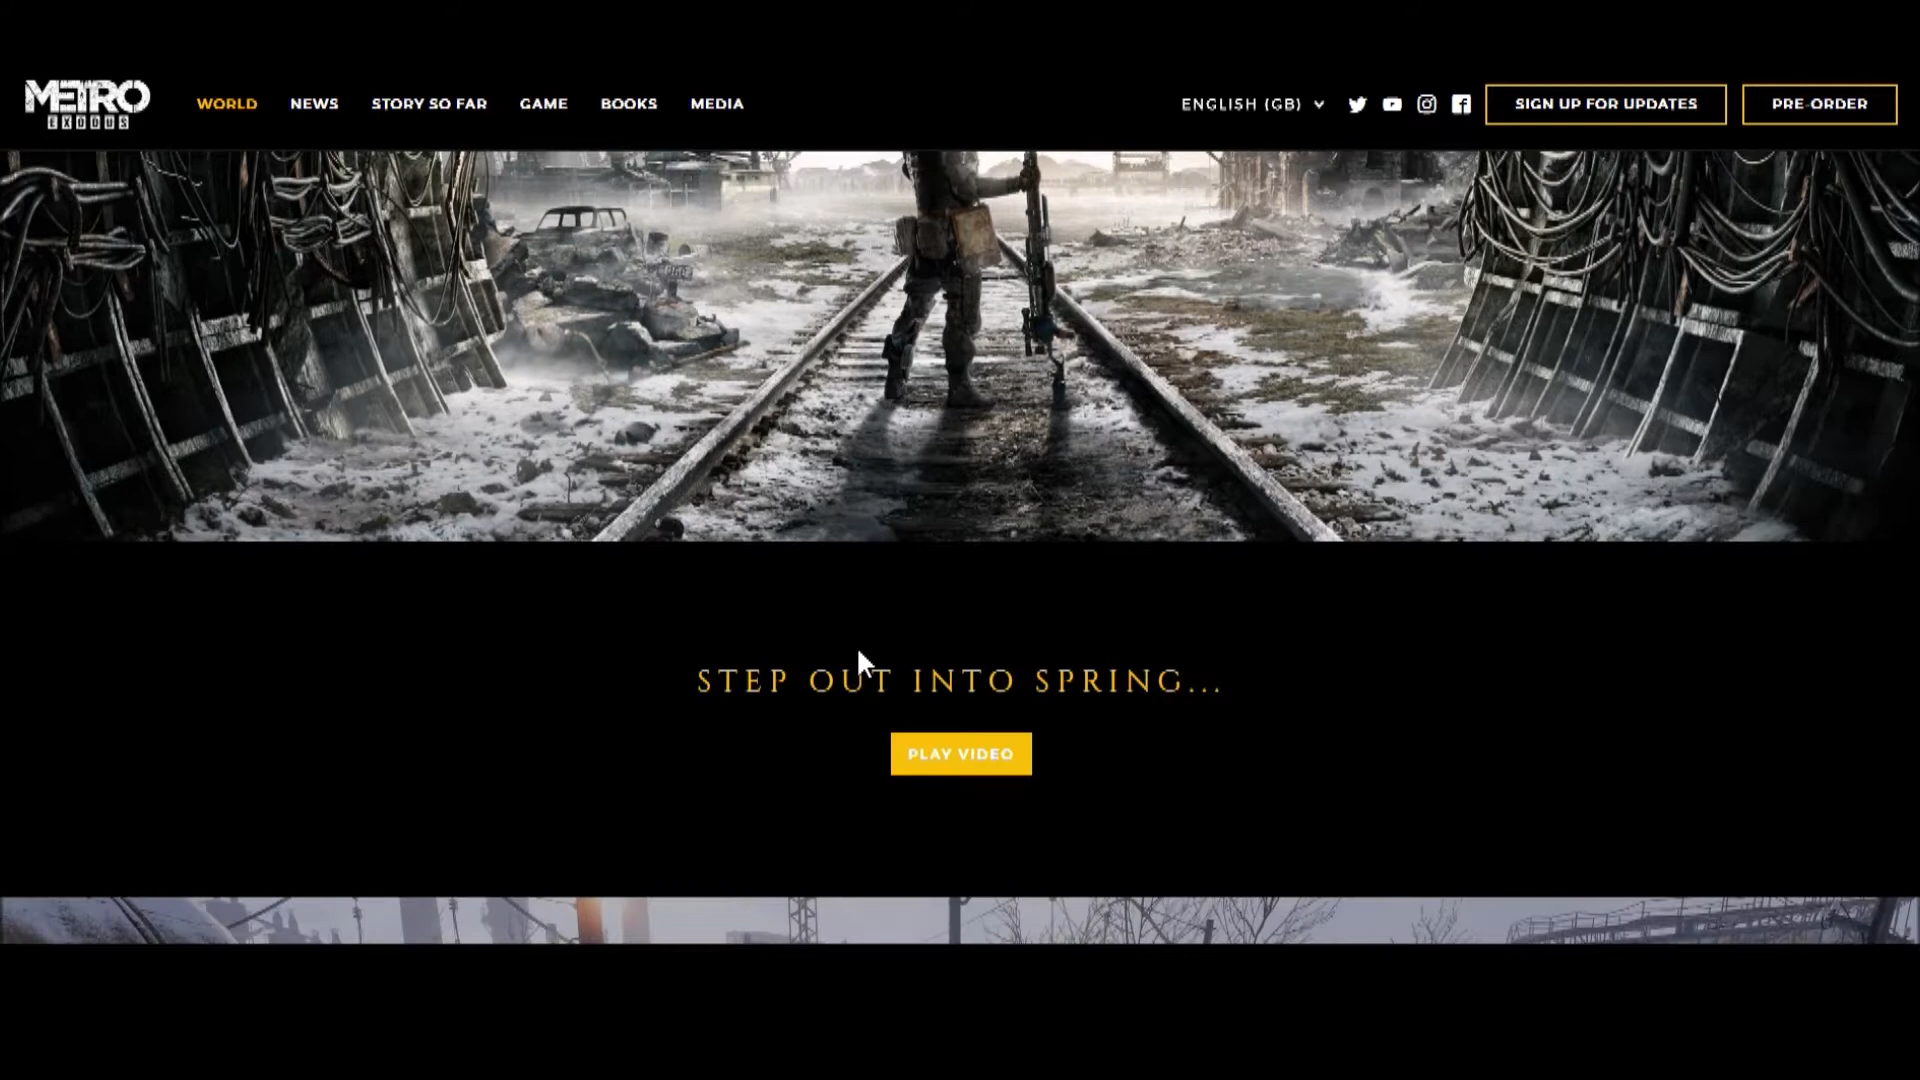 METRO
EXODUS
WORLD
NEWS
STORY SO FAR
GAME
BOOKS
MEDIA
ENGLISH (GB)
SIGN UP FOR UPDATES
PRE-ORDER
STEP OUT INTO SPRING...
PLAY VIDEO